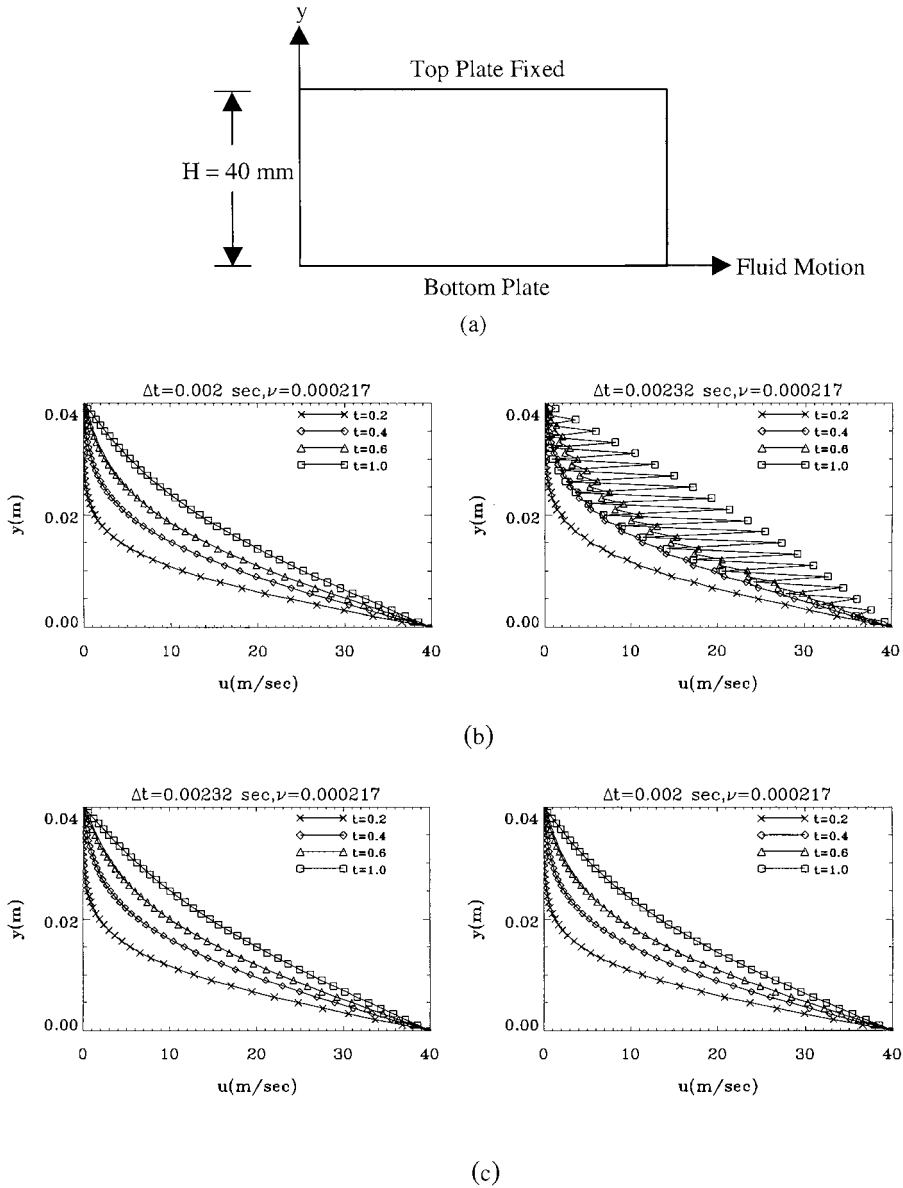 y
Top Plate Fixed
H = 40 mm
Fluid Motion
Bottom Plate
(a)
Δt=0.002 sec,ν=0.000217
t=0.2
t=0.4
t=0.6
t=1.0
0.04
0.02
0.00
y(m)
0 10 20 30 40
u(m/sec)
Δt=0.00232 sec,ν=0.000217
t=0.2
t=0.4
t=0.6
t=1.0
0.04
0.02
0.00
y(m)
0 10 20 30 40
u(m/sec)
(b)
Δt=0.00232 sec,ν=0.000217
t=0.2
t=0.4
t=0.6
t=1.0
0.04
0.02
0.00
y(m)
0 10 20 30 40
u(m/sec)
Δt=0.002 sec,ν=0.000217
t=0.2
t=0.4
t=0.6
t=1.0
0.04
0.02
0.00
y(m)
0 10 20 30 40
u(m/sec)
(c)